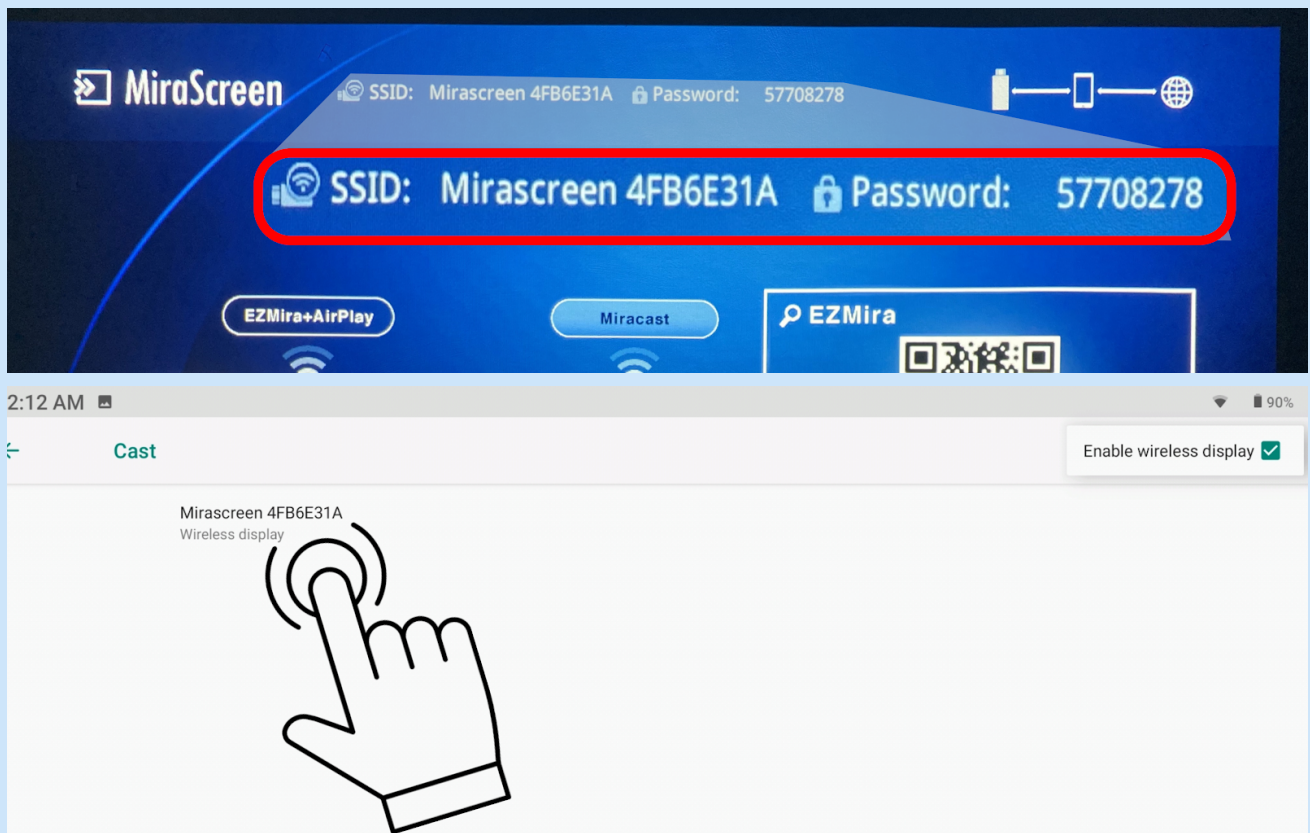 MiraScreen
SSID: Mirascreen 4FB6E31A Password: 57708278
SSID: Mirascreen 4FB6E31A Password: 57708278
EZMira+AirPlay
Miracast
EZMira
2:12 AM
90%
Cast
Enable wireless display
Mirascreen 4FB6E31A
Wireless display